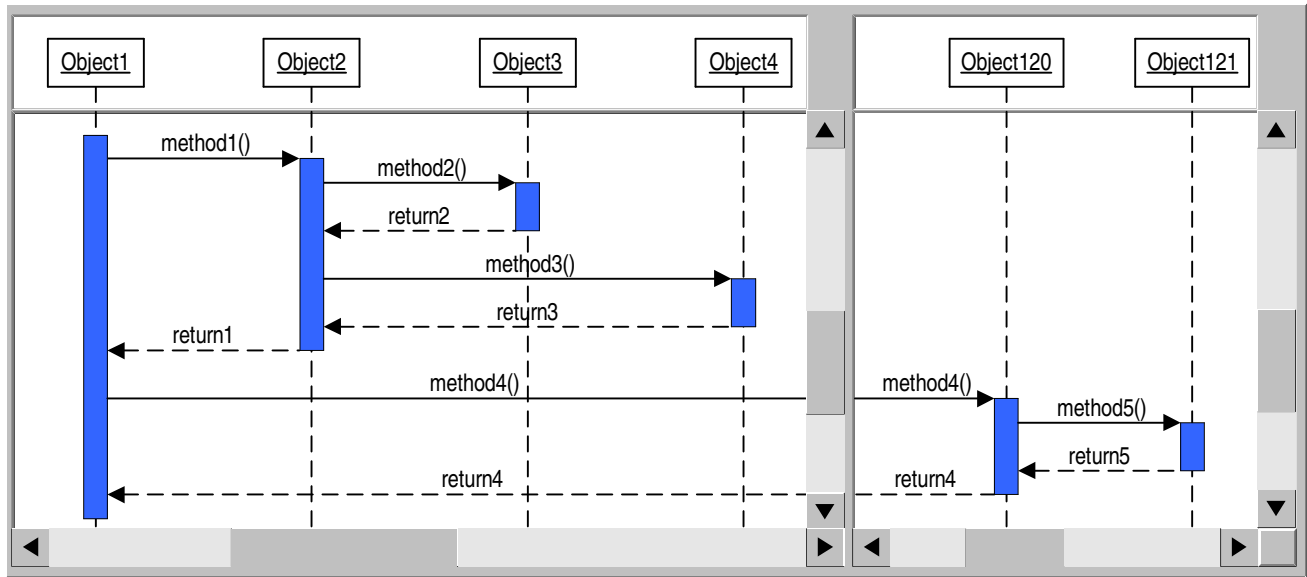 Object1
Object2
Object3
Object4
Object120
Object121
method1()
method2()
return2
method3()
return3
return1
method4()
method4()
method5()
return5
return4
return4